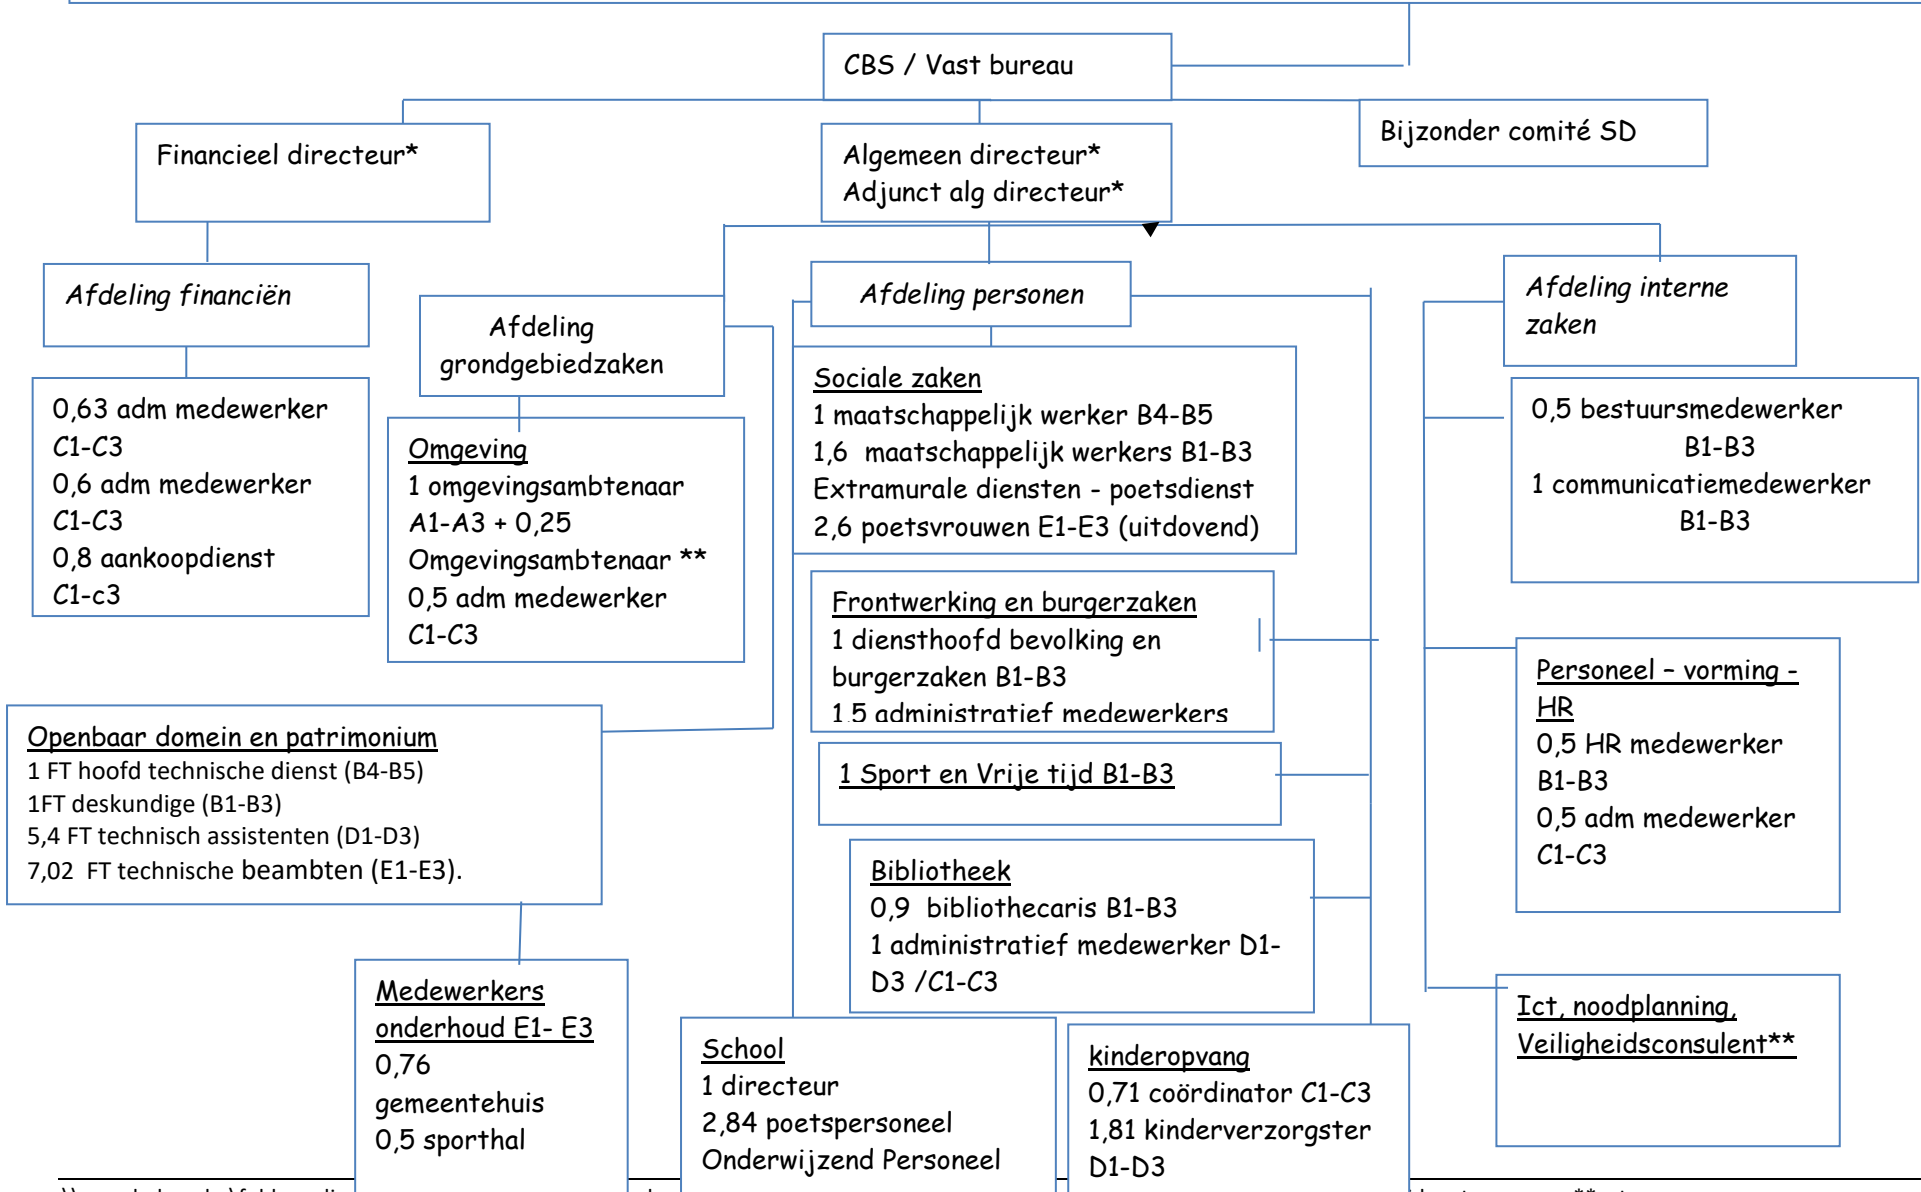 CBS / Vast bureau
Financieel directeur*
Algemeen directeur*
Adjunct alg directeur*
Bijzonder comité SD
Afdeling financiën
0,63 adm medewerker
C1-C3
0,6 adm medewerker
C1-C3
0,8 aankoopdienst
C1-c3
Afdeling
grondgebiedzaken
Omgeving
1 omgevingsambtenaar
A1-A3 + 0,25
Omgevingsambtenaar **
0,5 adm medewerker
C1-C3
Openbaar domein en patrimonium
1 FT hoofd technische dienst (B4-B5)
1FT deskundige (B1-B3)
5,4 FT technisch assistenten (D1-D3)
7,02 FT technische beambten (E1-E3).
Medewerkers
onderhoud E1- E3
0,76
gemeentehuis
0,5 sporthal
Afdeling personen
Sociale zaken
1 maatschappelijk werker B4-B5
1,6 maatschappelijk werkers B1-B3
Extramurale diensten - poetsdienst
2,6 poetsvrouwen E1-E3 (uitdovend)
Frontwerking en burgerzaken
1 diensthoofd bevolking en
burgerzaken B1-B3
1,5 administratief medewerkers
1 Sport en Vrije tijd B1-B3
Bibliotheek
0,9 bibliothecaris B1-B3
1 administratief medewerker D1-
D3 /C1-C3
School
1 directeur
2,84 poetspersoneel
Onderwijzend Personeel
kinderopvang
0,71 coördinator C1-C3
1,81 kinderverzorgster
D1-D3
Afdeling interne
zaken
0,5 bestuursmedewerker
B1-B3
1 communicatiemedewerker
B1-B3
Personeel – vorming -
HR
0,5 HR medewerker
B1-B3
0,5 adm medewerker
C1-C3
Ict, noodplanning,
Veiligheidsconsulent**